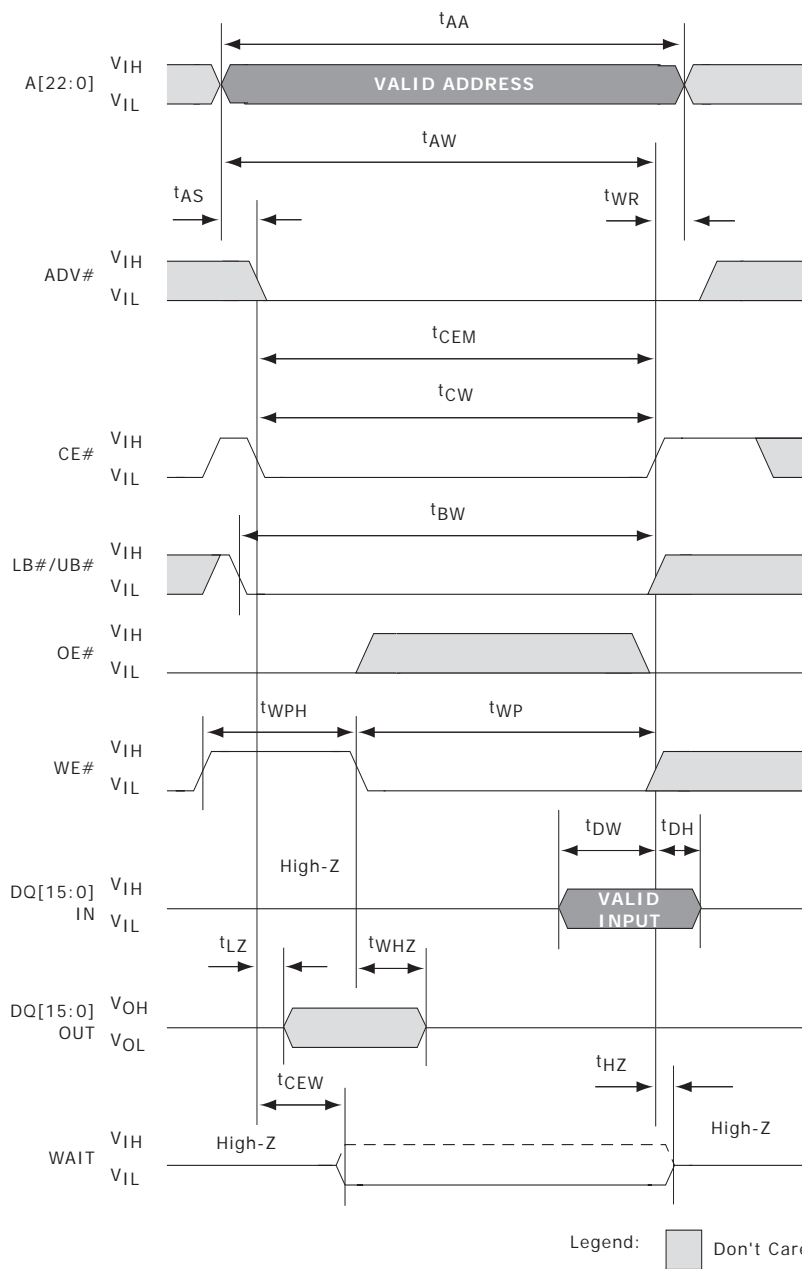 tAA
A[22:0] VIH VALID ADDRESS
VIL
tAW
tAS tWR
ADV# VIH
VIL
tCEM
tCW
CE# VIH
VIL
tBW
LB#/UB# VIH
VIL
OE# VIH
VIL
tWPH tWP
WE# VIH
VIL
tDW tDH
High-Z
DQ[15:0] VIH VALID
IN VIL INPUT
tLZ tWHZ
DQ[15:0] VOH
OUT VOL
tCEW tHZ
WAIT VIH High-Z High-Z
VIL
Legend: Don't Care